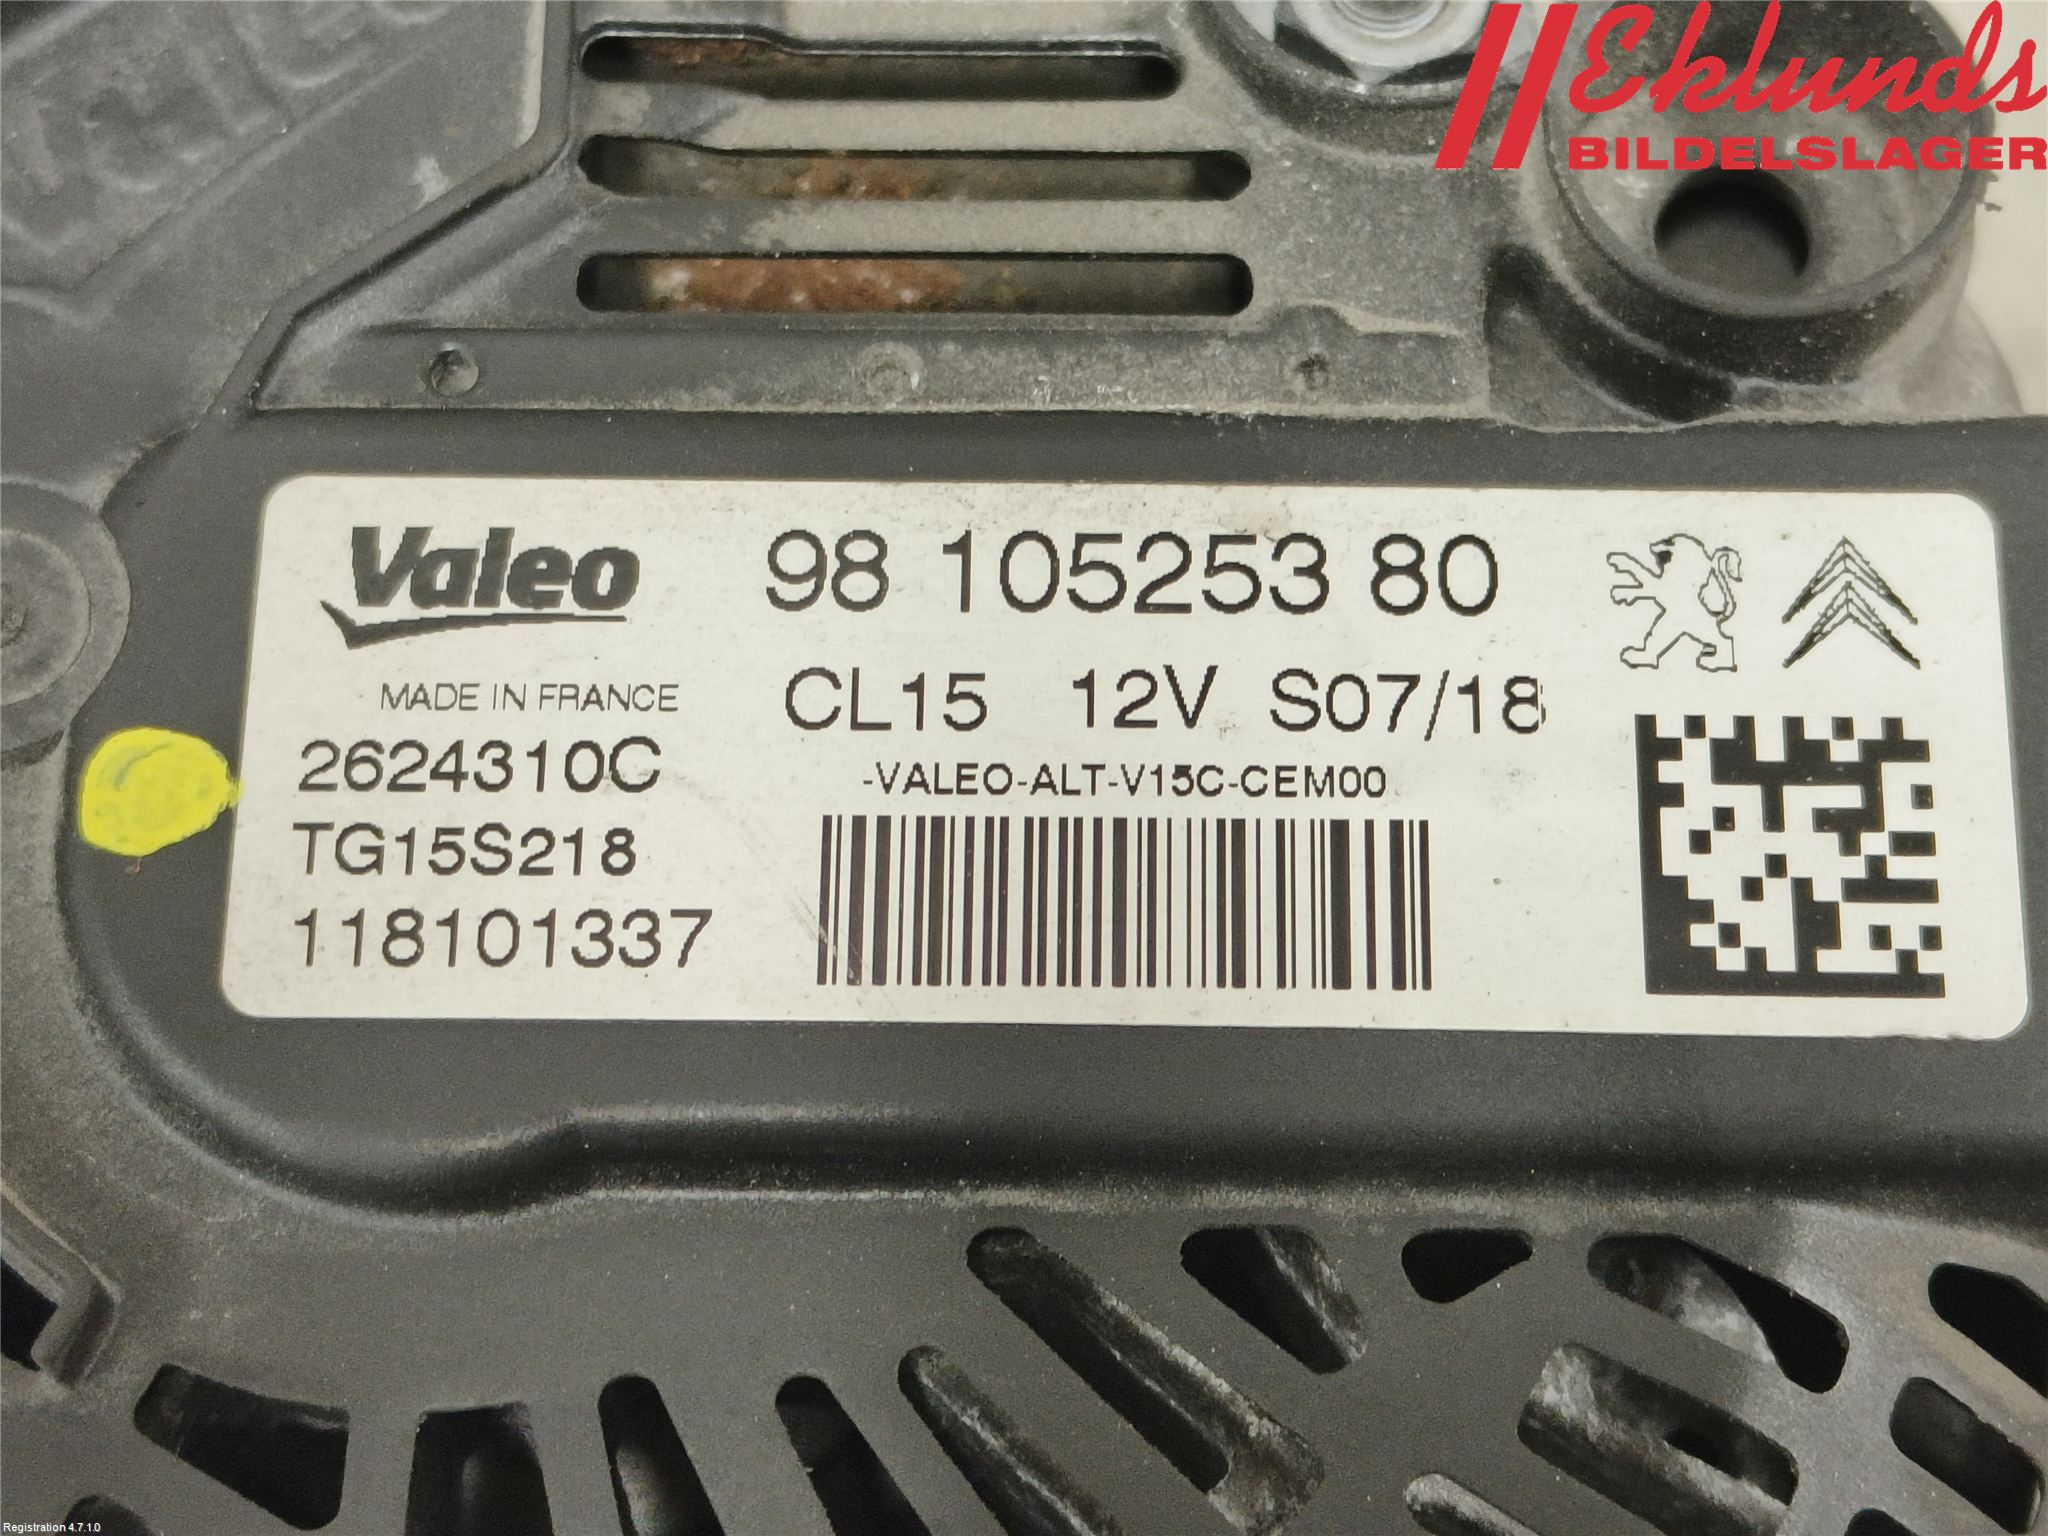 Eklunds
BILDELSLAGER
Valeo
98 105253 80
MADE IN FRANCE
CL15 12V S07/18
2624310C
-VALEO-ALT-V15C-CEM00
TG15S218
118101337
Registration 4.7.1.0